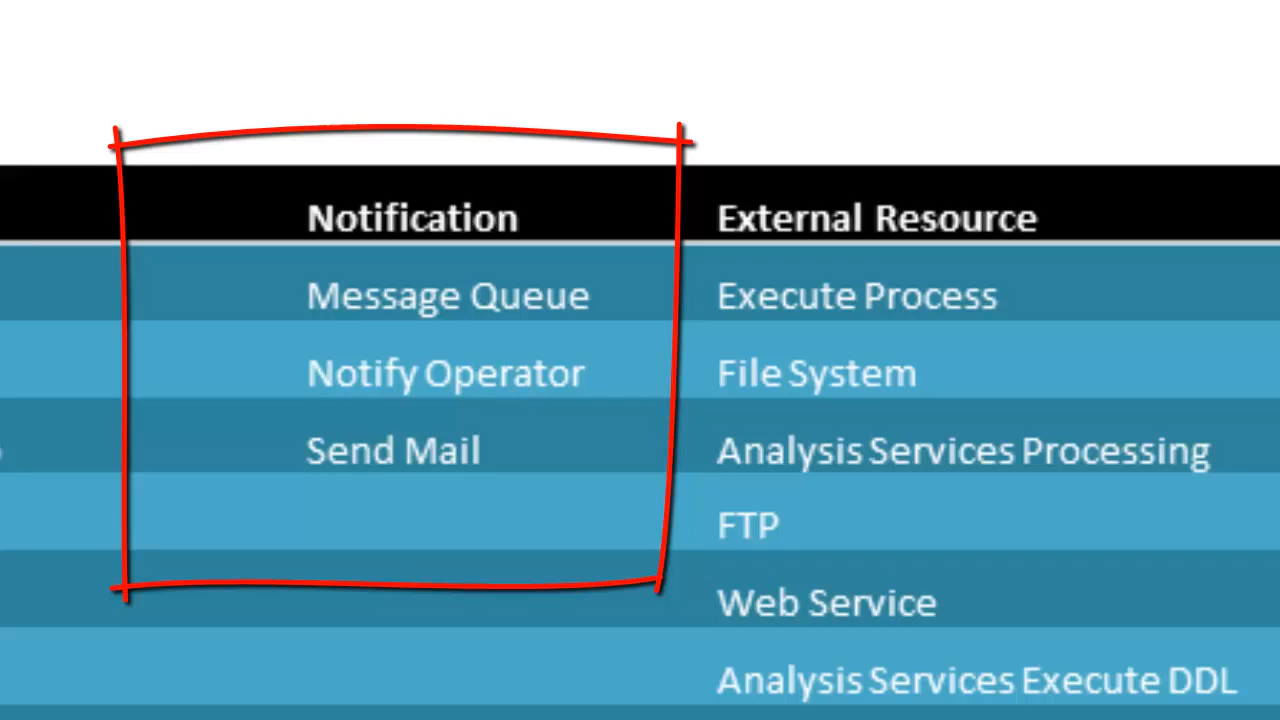 Notification External Resource
Message Queue Execute Process
Notify Operator File System
Send Mail Analysis Services Processing
FTP
Web Service
Analysis Services Execute DDL